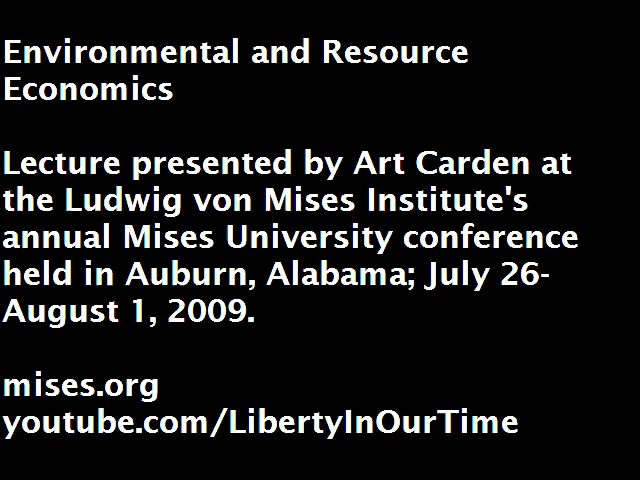 Environmental and Resource
Economics
Lecture presented by Art Carden at
the Ludwig von Mises Institute's
annual Mises University conference
held in Auburn, Alabama; July 26-
August 1, 2009.
mises.org
youtube.com/LibertyInOurTime